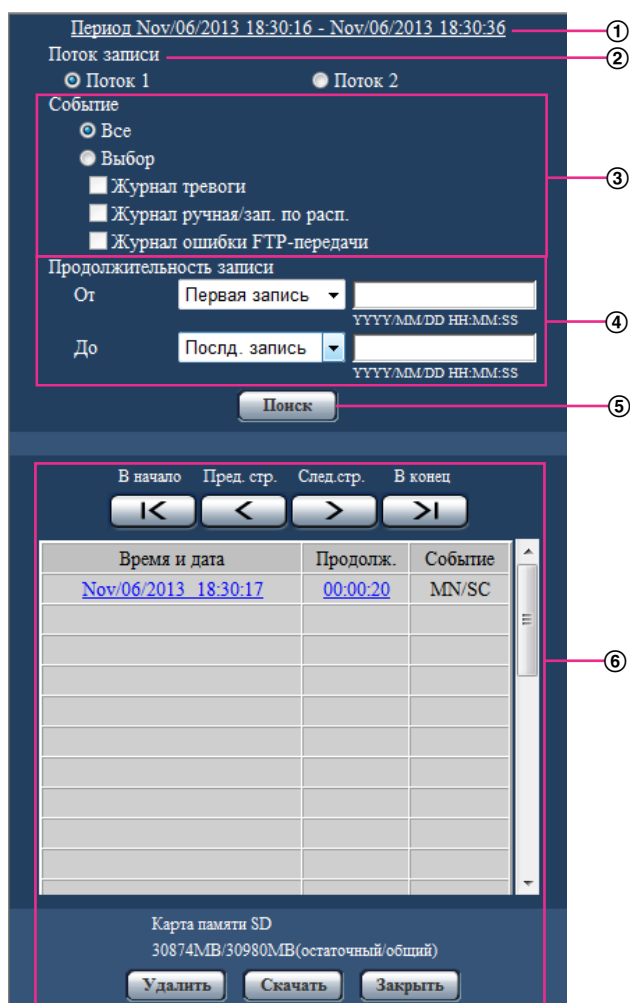 Период Nov/06/2013 18:30:16 - Nov/06/2013 18:30:36 ①
Поток записи ②
Поток 1 Поток 2
Событие
Все
Выбор
③
Журнал тревоги
Журнал ручная/зап. по расп.
Журнал ошибки FTP-передачи
Продолжительность записи
От Первая запись
YYYY/MM/DD HH:MM:SS
④
До Послд. запись
YYYY/MM/DD HH:MM:SS
Поиск ⑤
В начало Пред. стр. След.стр. В конец
Время и дата Продолж. Событие
Nov/06/2013 18:30:17 00:00:20 MN/SC
⑥
Карта памяти SD
30874MB/30980MB(остаточный/общий)
Удалить Скачать Закрыть